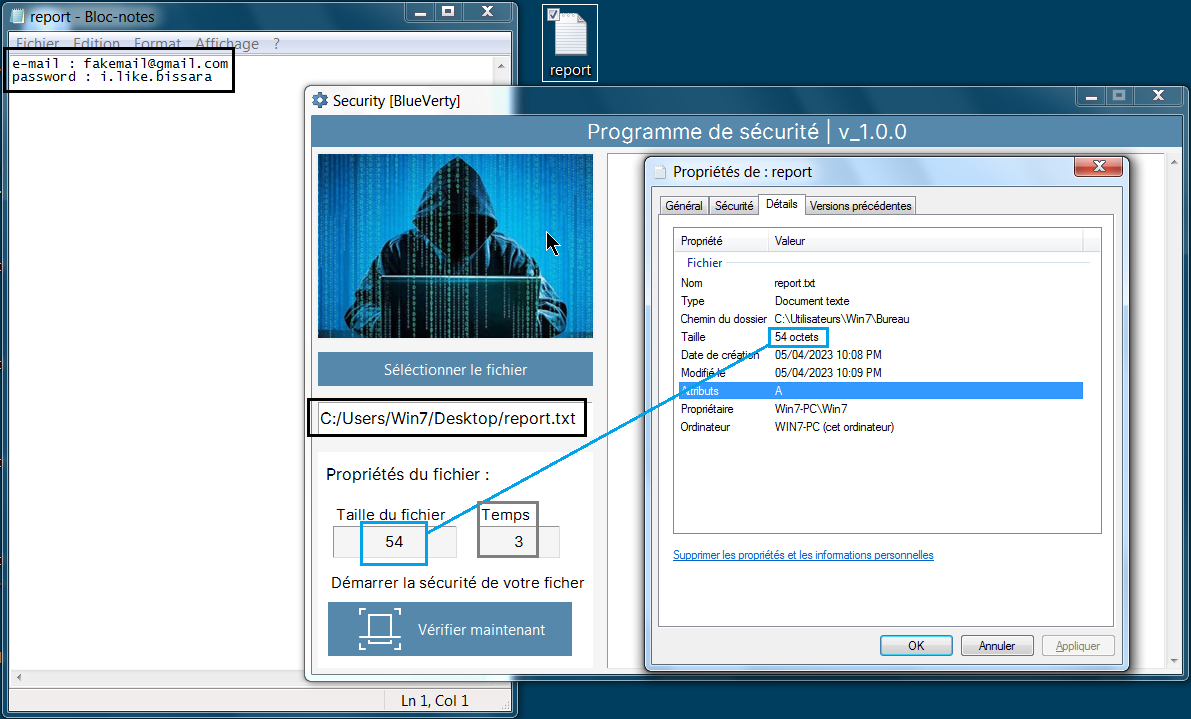 report - Bloc-notes
Fichier Edition Format Affichage ?
e-mail : fakemail@gmail.com
password : i.like.bissara
Ln 1, Col 1
report
Security [BlueVerty]
Programme de sécurité | v_1.0.0
Séléctionner le fichier
C:/Users/Win7/Desktop/report.txt
Propriétés du fichier :
Taille du fichier Temps
54 3
Démarrer la sécurité de votre ficher
Vérifier maintenant
Propriétés de : report
Général Sécurité Détails Versions précédentes
Propriété Valeur
Fichier
Nom report.txt
Type Document texte
Chemin du dossier C:\Utilisateurs\Win7\Bureau
Taille 54 octets
Date de création 05/04/2023 10:08 PM
Modifié le 05/04/2023 10:09 PM
Attributs A
Propriétaire Win7-PC\Win7
Ordinateur WIN7-PC (cet ordinateur)
Supprimer les propriétés et les informations personnelles
OK Annuler Appliquer